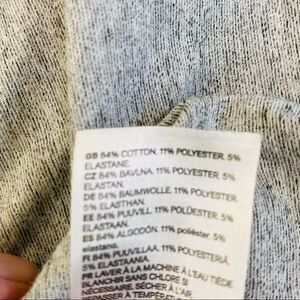 GB 84% COTTON. 11% POLYESTER. 5%
ELASTANE.
CZ 84% BAVLNA. 11% POLYESTER. 5%
ELASTAN.
DE 84% BAUMWOLLE. 11% POLYESTER.
5% ELASTHAN.
EE 84% PUUVILL. 11% POLÜESTER. 5%
ELASTAAN
ES 84% ALGODÓN. 11% poliéster. 5%
elastano.
FI 84% PUUVILLAA. 11% POLYESTERIÄ.
5% ELASTAANIA.
FR LAVER À LA MACHINE À L'EAU TIÈDE.
BLANCHIR SANS CHLORE SI
NÉCESSAIRE. SÉCHER À L'AIR.